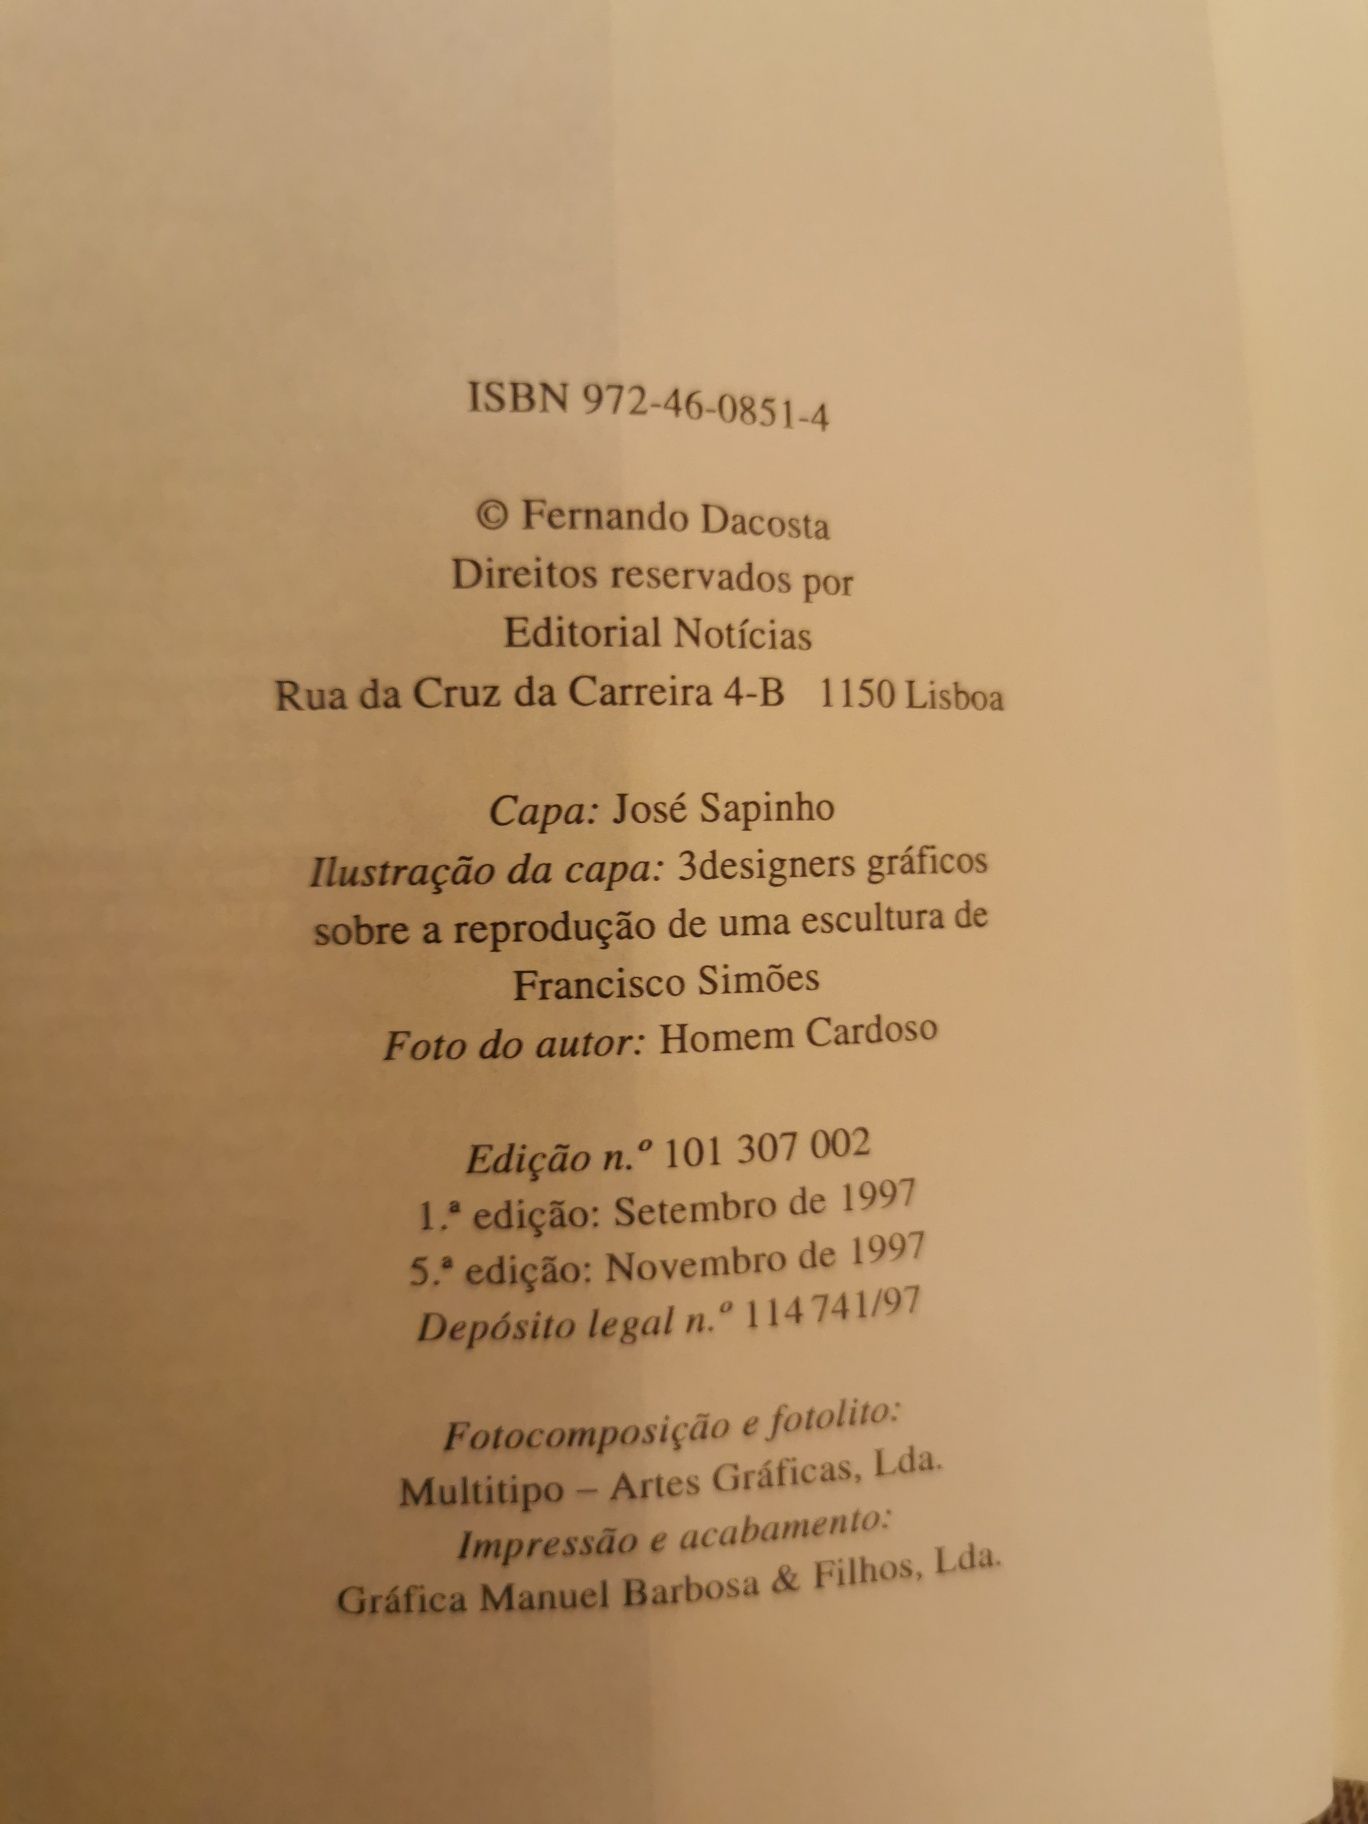 ISBN 972-46-0851-4
© Fernando Dacosta
Direitos reservados por
Editorial Notícias
Rua da Cruz da Carreira 4-B 1150 Lisboa
Capa: José Sapinho
Ilustração da capa: 3designers gráficos
sobre a reprodução de uma escultura de
Francisco Simões
Foto do autor: Homem Cardoso
Edição n.º 101 307 002
1.ª edição: Setembro de 1997
5.ª edição: Novembro de 1997
Depósito legal n.º 114 741/97
Fotocomposição e fotolito:
Multitipo – Artes Gráficas, Lda.
Impressão e acabamento:
Gráfica Manuel Barbosa & Filhos, Lda.